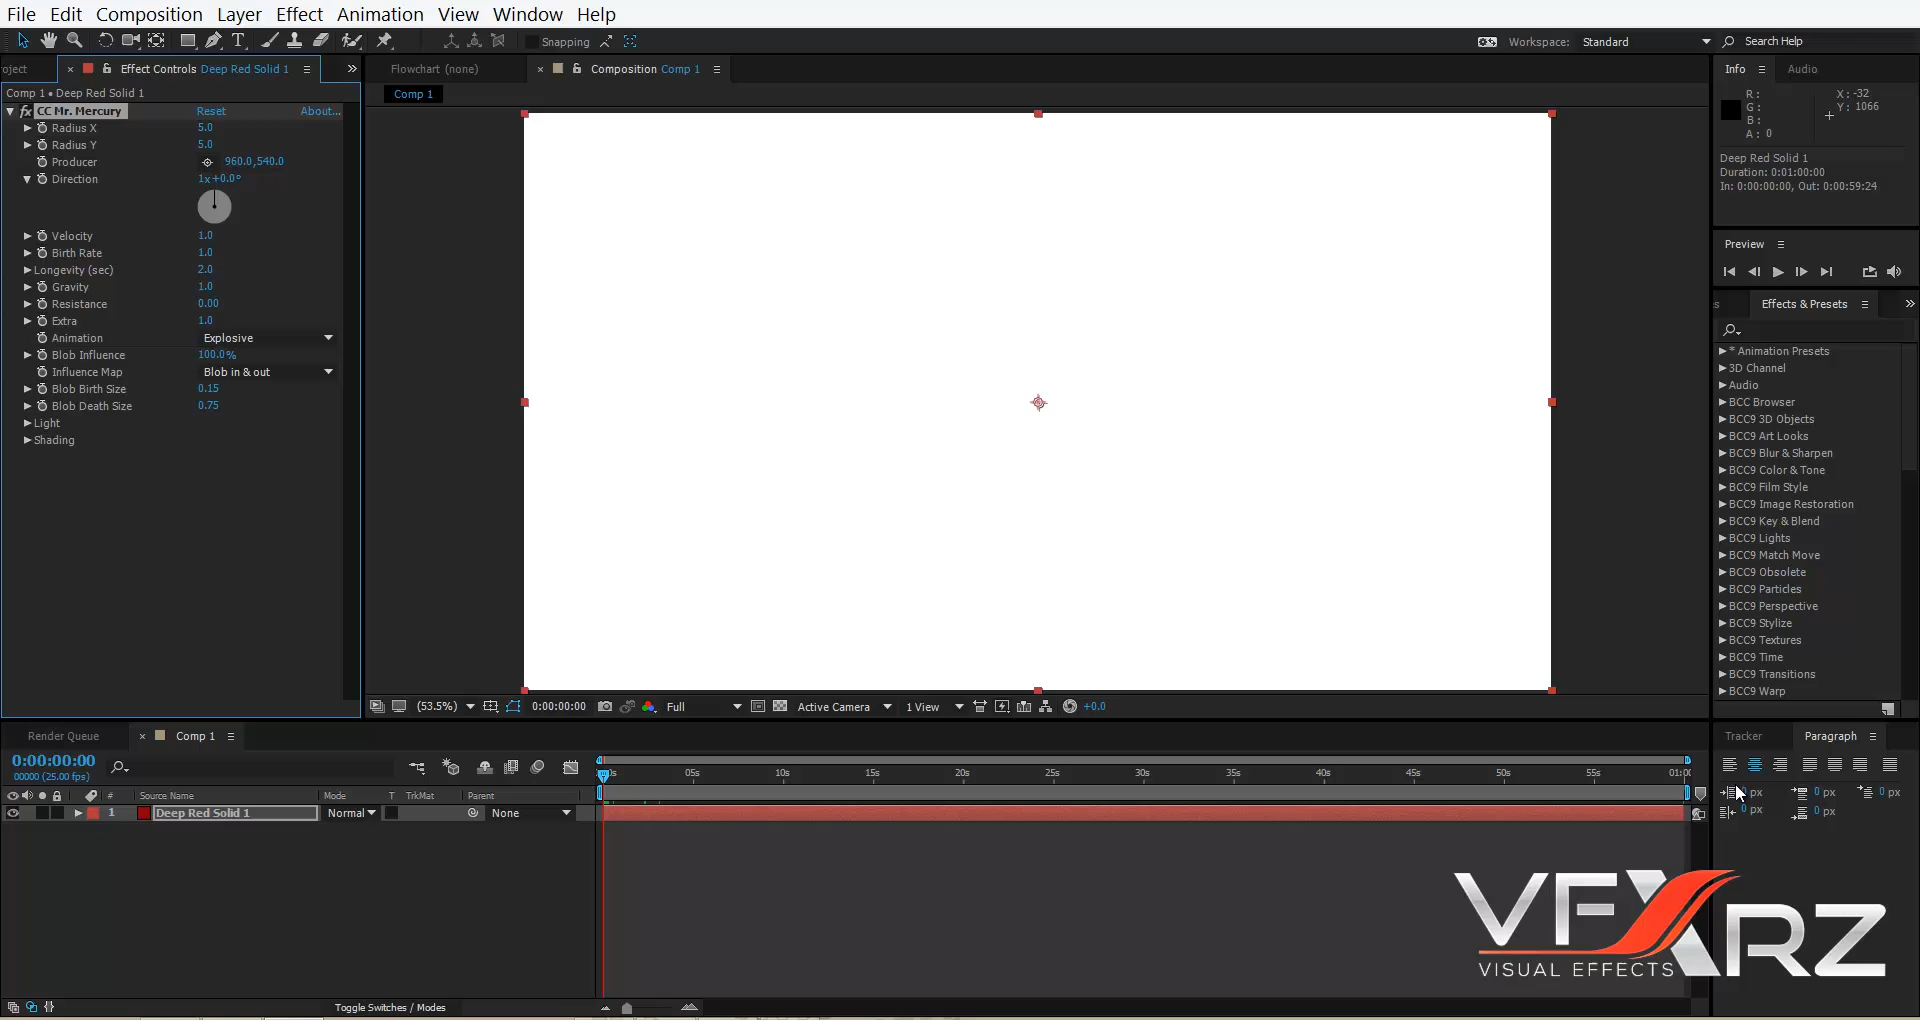 File Edit Composition Layer Effect Animation View Window Help
Snapping
Workspace: Standard
Search Help
oject
× Effect Controls Deep Red Solid 1
Flowchart (none)
× Composition Comp 1
Info
Audio
Comp 1 • Deep Red Solid 1
Comp 1
fx CC Mr. Mercury Reset About...
Radius X 5.0
Radius Y 5.0
Producer 960.0,540.0
Direction 1x+0.0°
Velocity 1.0
Birth Rate 1.0
Longevity (sec) 2.0
Gravity 1.0
Resistance 0.00
Extra 1.0
Animation Explosive
Blob Influence 100.0%
Influence Map Blob in & out
Blob Birth Size 0.15
Blob Death Size 0.75
Light
Shading
R :
G :
B :
A : 0
X : -32
Y : 1066
Deep Red Solid 1
Duration: 0:01:00:00
In: 0:00:00:00, Out: 0:00:59:24
Preview
s
Effects & Presets
* Animation Presets
3D Channel
Audio
BCC Browser
BCC9 3D Objects
BCC9 Art Looks
BCC9 Blur & Sharpen
BCC9 Color & Tone
BCC9 Film Style
BCC9 Image Restoration
BCC9 Key & Blend
BCC9 Lights
BCC9 Match Move
BCC9 Obsolete
BCC9 Particles
BCC9 Perspective
BCC9 Stylize
BCC9 Textures
BCC9 Time
BCC9 Transitions
BCC9 Warp
(53.5%) 0:00:00:00 Full Active Camera 1 View +0.0
Render Queue
× Comp 1
0:00:00:00
00000 (25.00 fps)
05s 10s 15s 20s 25s 30s 35s 40s 45s 50s 55s 01:00
# Source Name Mode T TrkMat Parent
1 Deep Red Solid 1 Normal None
Toggle Switches / Modes
Tracker
Paragraph
px 0 px 0 px
0 px 0 px
VFXARZ
VISUAL EFFECTS